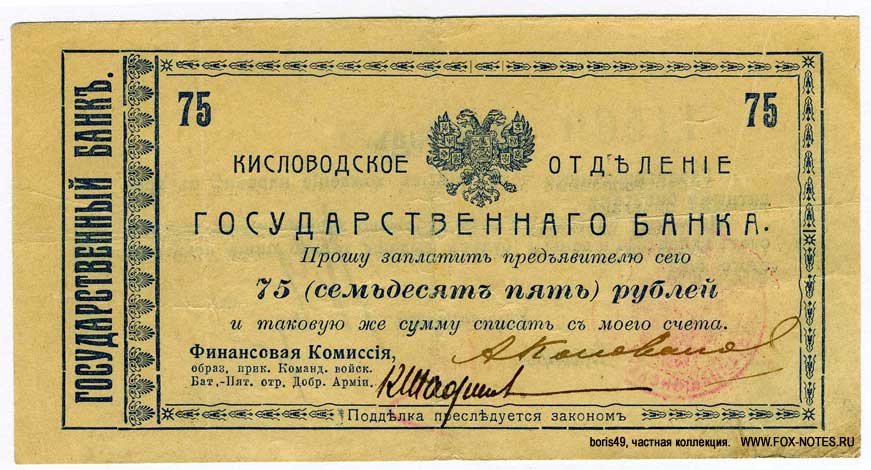 ГОСУДАРСТВЕННЫЙ БАНКЪ.
75 75
КИСЛОВОДСКОЕ ОТДѢЛЕНІЕ
ГОСУДАРСТВЕННАГО БАНКА.
Прошу заплатить предъявителю сего
75 (семьдесятъ пять) рублей
и таковую же сумму списать съ моего счета.
Финансовая Комиссія,
образ. прик. Команд. войск.
Бат.-Пят. отр. Добр. Арміи.
Поддѣлка преслѣдуется закономъ
boris49, частная коллекция. WWW.FOX-NOTES.RU